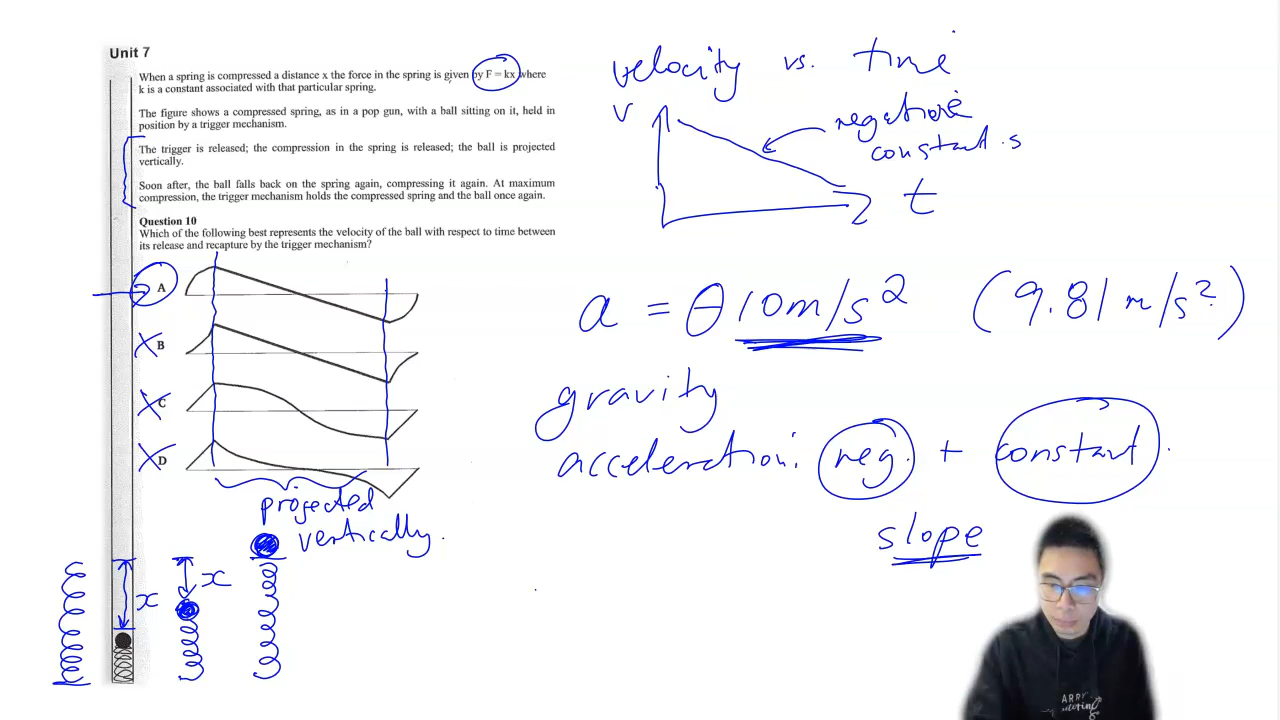 Unit 7
When a spring is compressed a distance x the force in the spring is given by F = kx where
k is a constant associated with that particular spring.
The figure shows a compressed spring, as in a pop gun, with a ball sitting on it, held in
position by a trigger mechanism.
The trigger is released; the compression in the spring is released; the ball is projected
vertically.
Soon after, the ball falls back on the spring again, compressing it again. At maximum
compression, the trigger mechanism holds the compressed spring and the ball once again.
Question 10
Which of the following best represents the velocity of the ball with respect to time between
its release and recapture by the trigger mechanism?
A
B
C
D
projected
vertically.
x
x
velocity vs. time
v
negative
constant s
t
a = ⊖10m/s² (9.81 m/s²)
gravity
acceleration: neg. + constant.
slope
ARRY